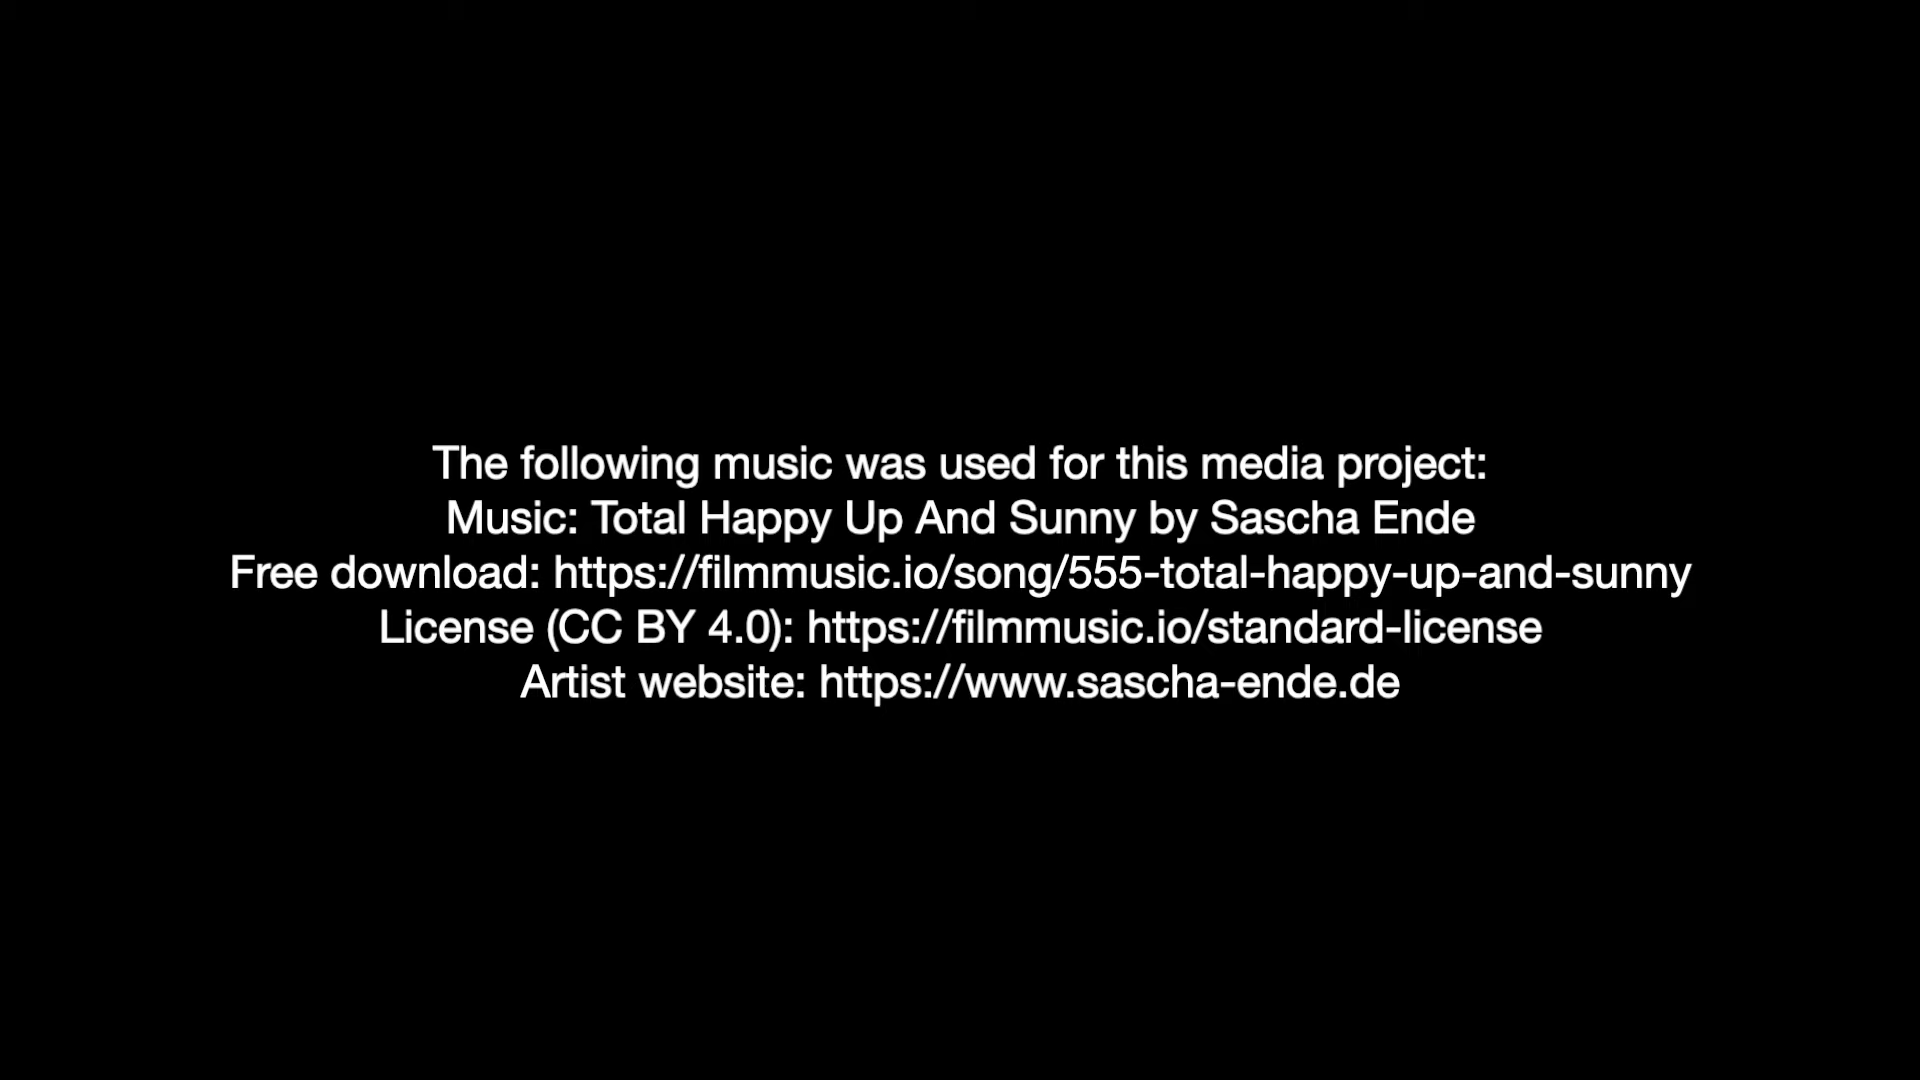 The following music was used for this media project:
Music: Total Happy Up And Sunny by Sascha Ende
Free download: https://filmmusic.io/song/555-total-happy-up-and-sunny
License (CC BY 4.0): https://filmmusic.io/standard-license
Artist website: https://www.sascha-ende.de